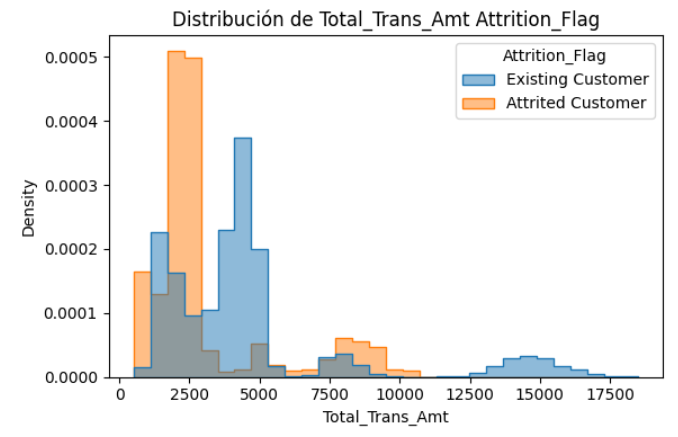 Distribución de Total_Trans_Amt Attrition_Flag
Attrition_Flag
Existing Customer
Attrited Customer
Density
0.0005
0.0004
0.0003
0.0002
0.0001
0.0000
0 2500 5000 7500 10000 12500 15000 17500
Total_Trans_Amt